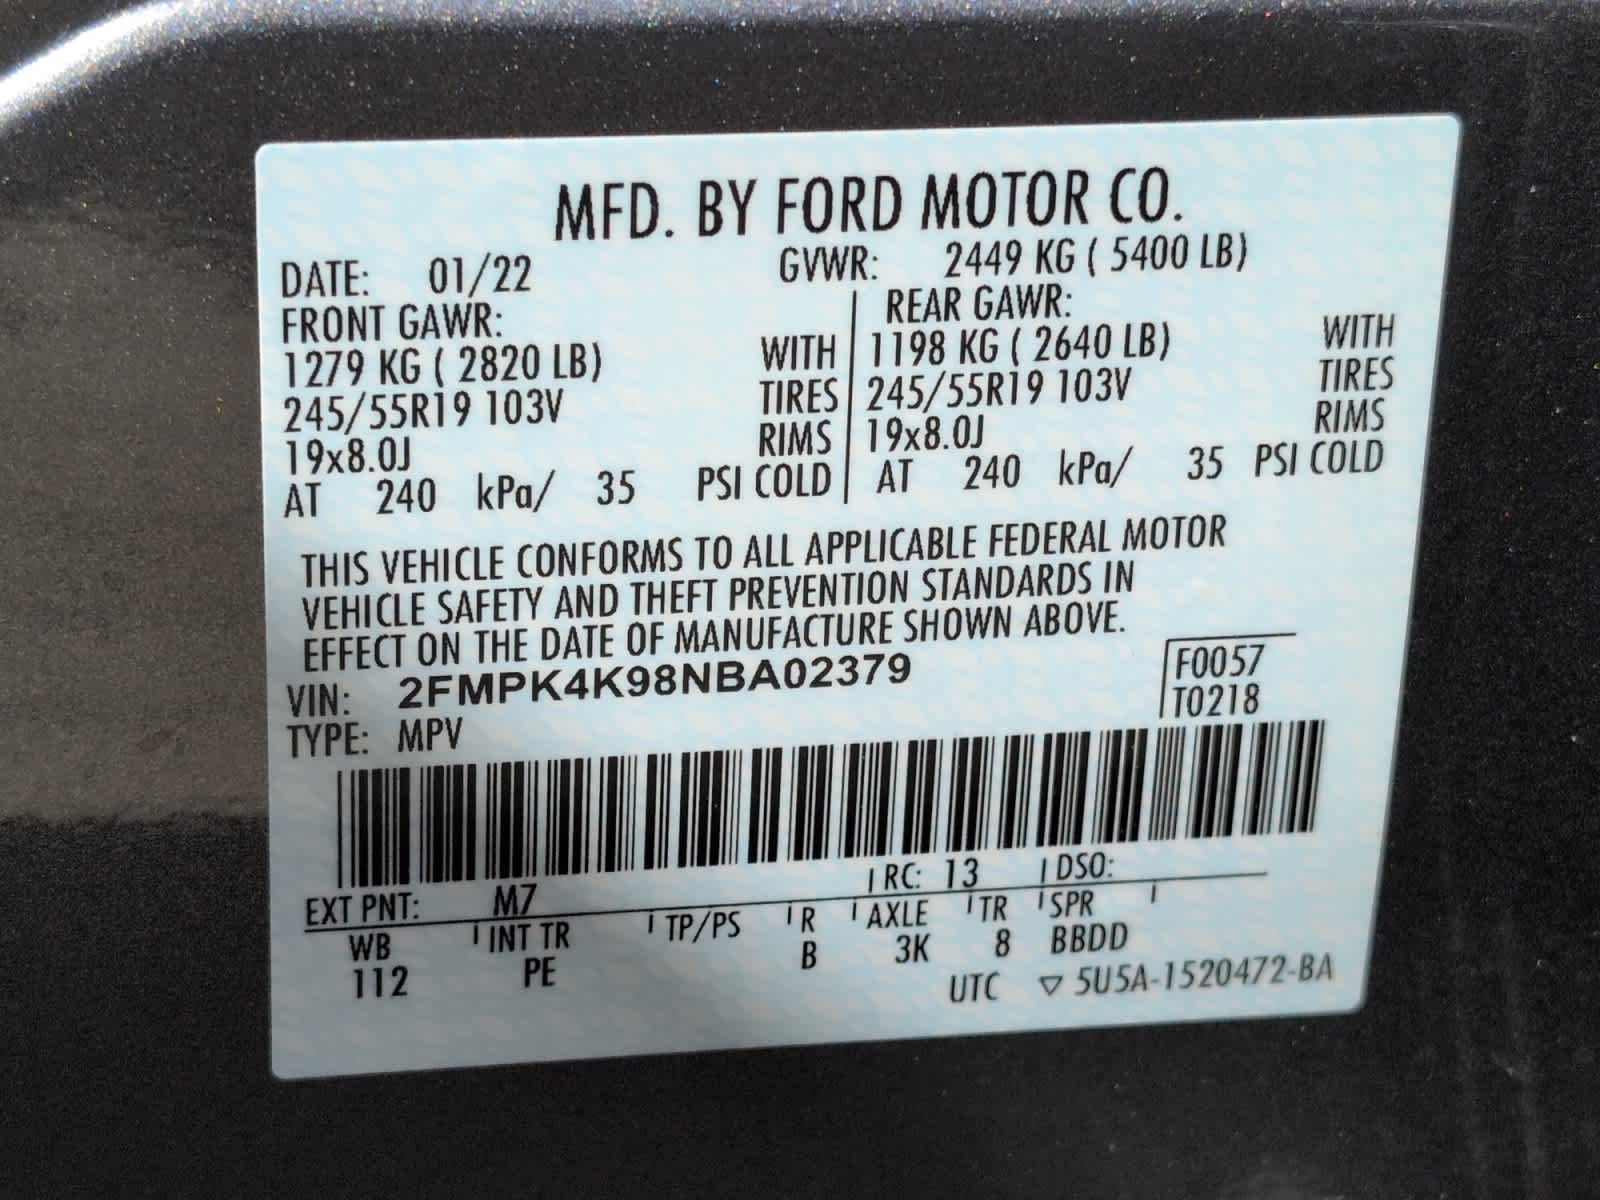 MFD. BY FORD MOTOR CO.
DATE: 01/22 GVWR: 2449 KG ( 5400 LB)
FRONT GAWR: REAR GAWR:
1279 KG ( 2820 LB) WITH 1198 KG ( 2640 LB) WITH
245/55R19 103V TIRES 245/55R19 103V TIRES
19x8.0J RIMS 19x8.0J RIMS
AT 240 kPa/ 35 PSI COLD AT 240 kPa/ 35 PSI COLD
THIS VEHICLE CONFORMS TO ALL APPLICABLE FEDERAL MOTOR
VEHICLE SAFETY AND THEFT PREVENTION STANDARDS IN
EFFECT ON THE DATE OF MANUFACTURE SHOWN ABOVE.
VIN: 2FMPK4K98NBA02379 F0057
TYPE: MPV T0218
EXT PNT: M7 RC: 13 DSO:
WB INT TR TP/PS R AXLE TR SPR
112 PE B 3K 8 BBDD
UTC ▽ 5U5A-1520472-BA